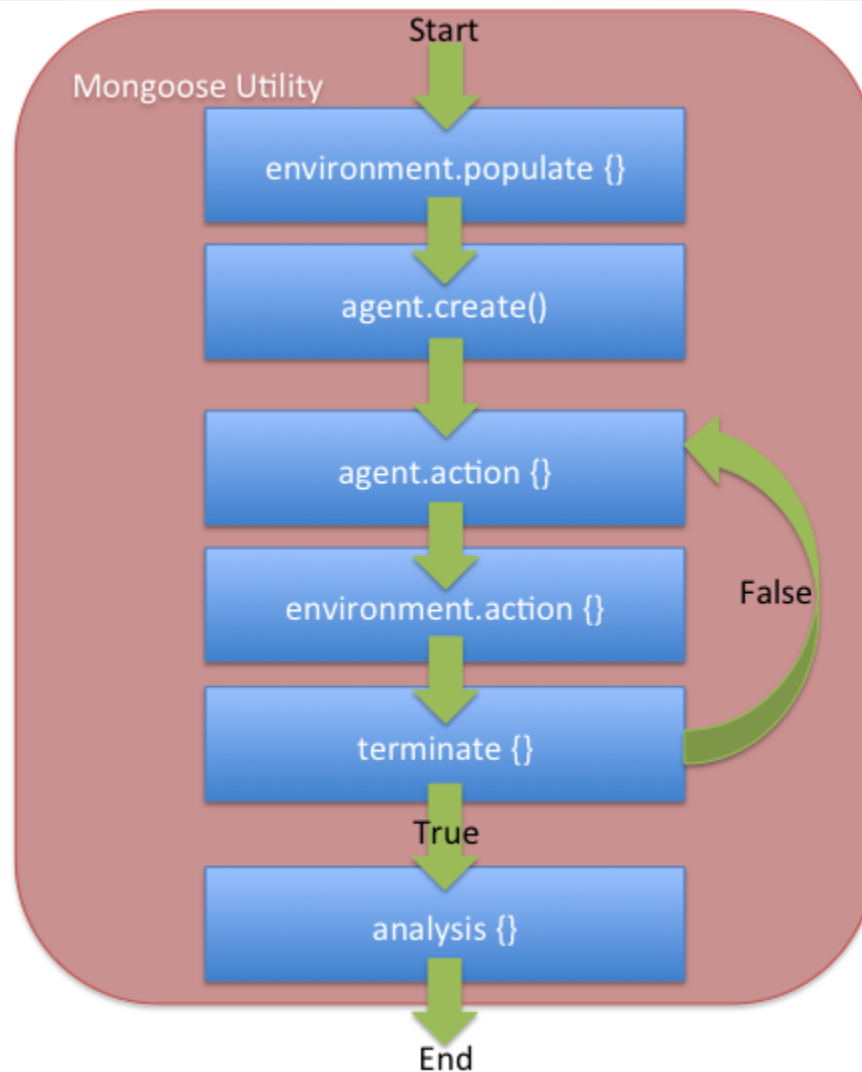 Start
Mongoose Utility
environment.populate {}
agent.create()
agent.action {}
environment.action {}
False
terminate {}
True
analysis {}
End